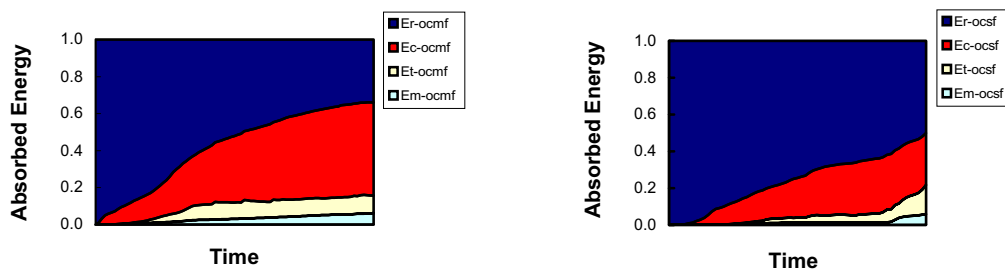 Absorbed Energy
1.0
0.8
0.6
0.4
0.2
0.0
Time
Er-ocmf
Ec-ocmf
Et-ocmf
Em-ocmf
Absorbed Energy
1.0
0.8
0.6
0.4
0.2
0.0
Time
Er-ocsf
Ec-ocsf
Et-ocsf
Em-ocsf